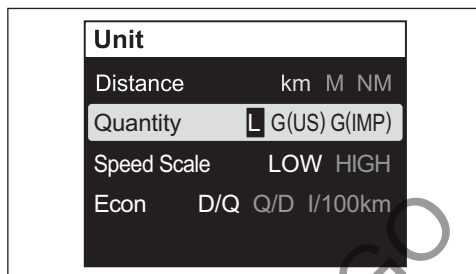 Unit
Distance km M NM
Quantity L G(US) G(IMP)
Speed Scale LOW HIGH
Econ D/Q Q/D l/100km